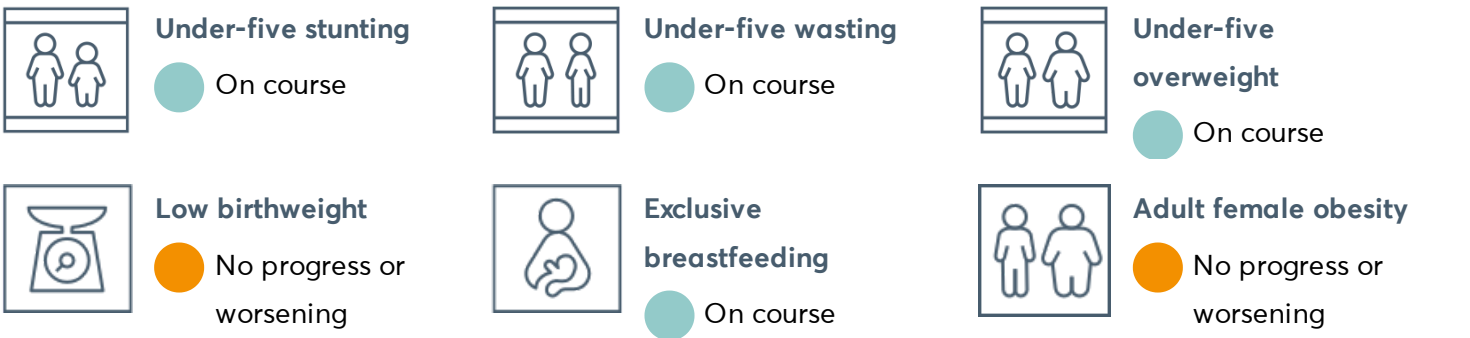 Under-five stunting
On course
Under-five wasting
On course
Under-five
overweight
On course
Low birthweight
No progress or
worsening
Exclusive
breastfeeding
On course
Adult female obesity
No progress or
worsening